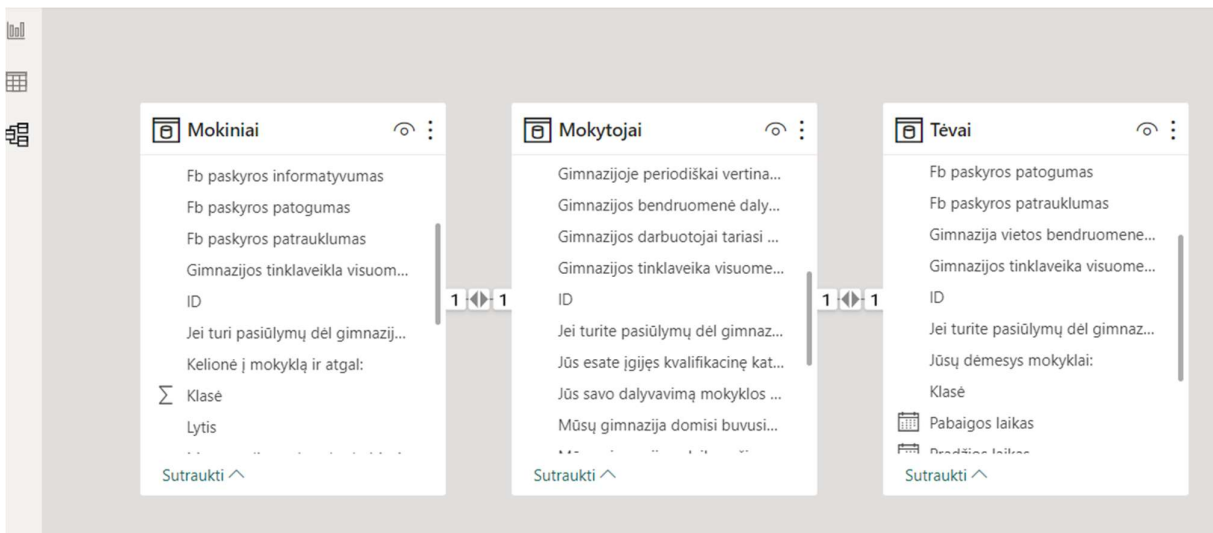 Mokiniai
Fb paskyros informatyvumas
Fb paskyros patogumas
Fb paskyros patrauklumas
Gimnazijos tinklaveikla visuom...
ID
Jei turi pasiūlymų dėl gimnazij...
Kelionė į mokyklą ir atgal:
Klasė
Lytis
Sutraukti
1 1
Mokytojai
Gimnazijoje periodiškai vertina...
Gimnazijos bendruomenė daly...
Gimnazijos darbuotojai tariasi ...
Gimnazijos tinklaveika visuome...
ID
Jei turite pasiūlymų dėl gimnaz...
Jūs esate įgijęs kvalifikacinę kat...
Jūs savo dalyvavimą mokyklos ...
Mūsų gimnazija domisi buvusi...
Sutraukti
1 1
Tėvai
Fb paskyros patogumas
Fb paskyros patrauklumas
Gimnazija vietos bendruomene...
Gimnazijos tinklaveika visuome...
ID
Jei turite pasiūlymų dėl gimnaz...
Jūsų dėmesys mokyklai:
Klasė
Pabaigos laikas
Pradžios laikas
Sutraukti